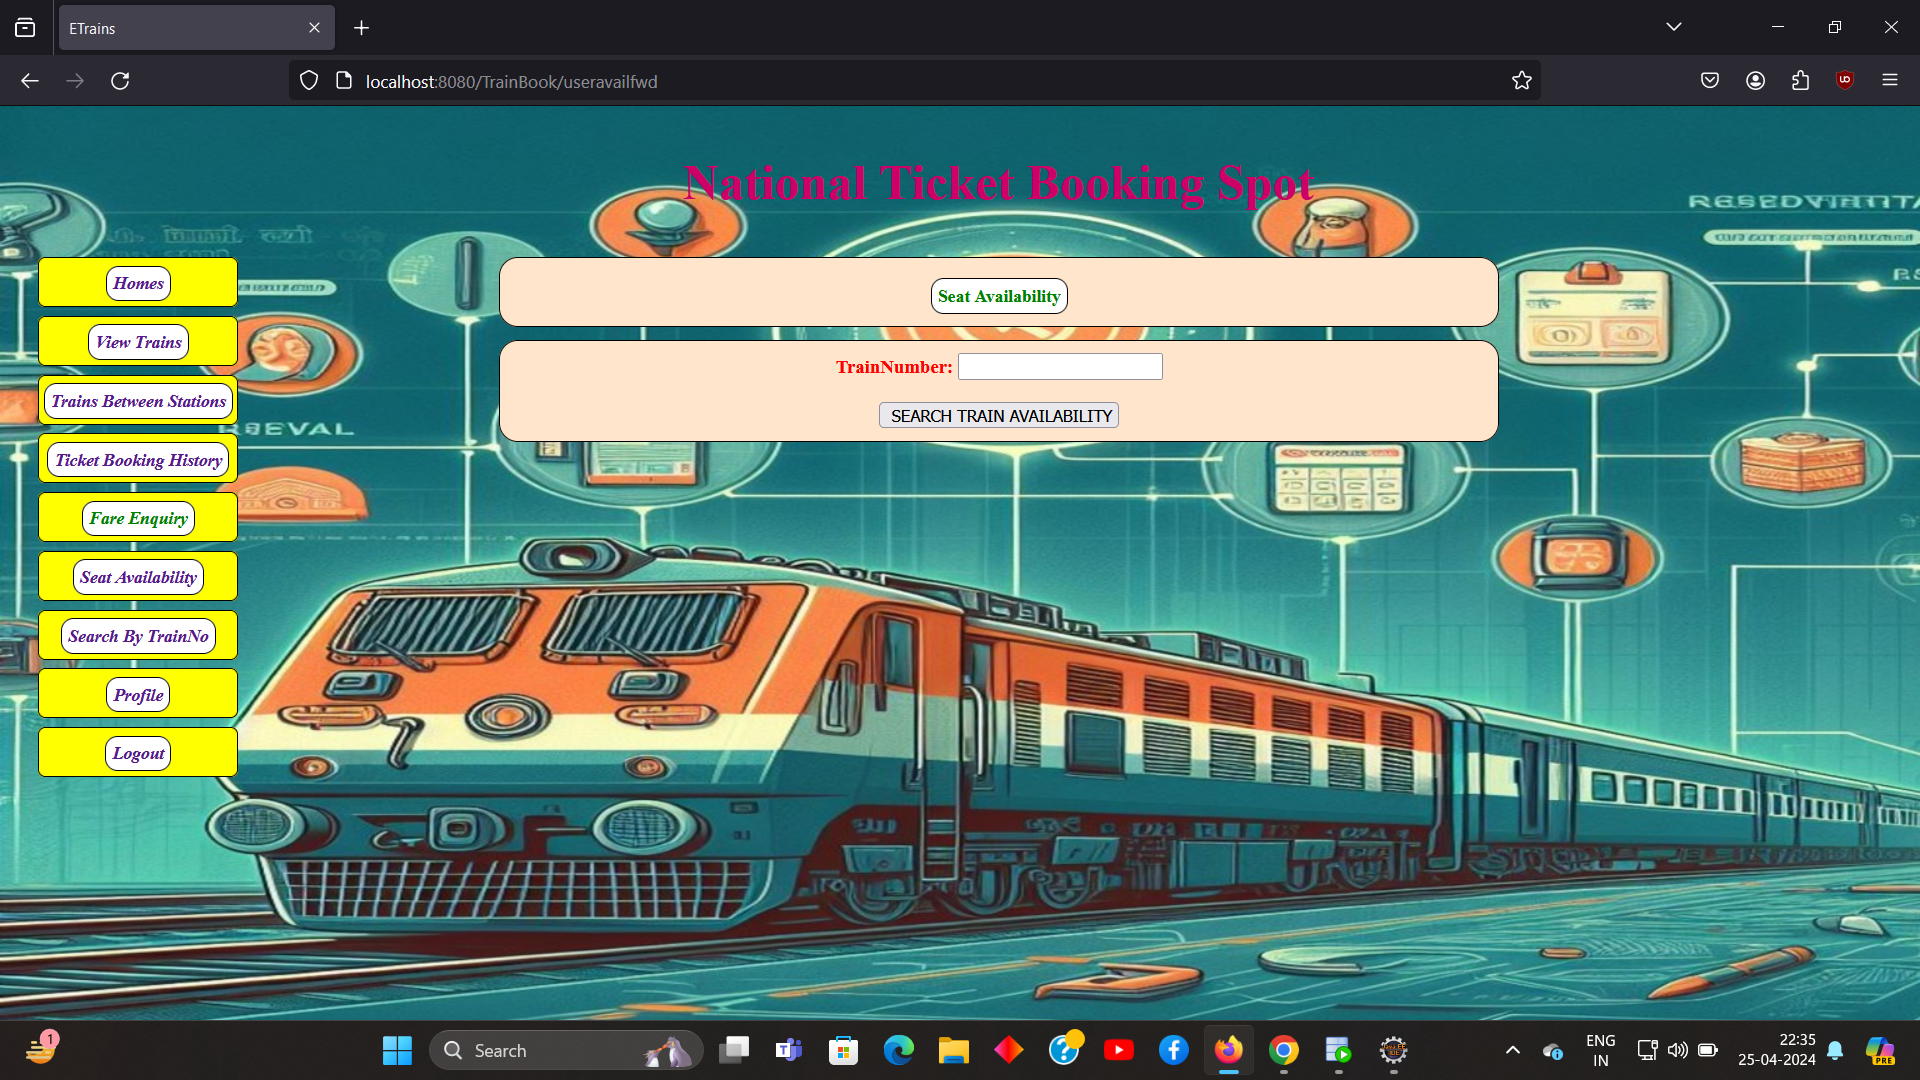 ETrains
localhost:8080/TrainBook/useravailfwd
National Ticket Booking Spot
Homes
View Trains
Trains Between Stations
Ticket Booking History
Fare Enquiry
Seat Availability
Search By TrainNo
Profile
Logout
Seat Availability
TrainNumber:
SEARCH TRAIN AVAILABILITY
1
Search
ENG
IN
22:35
25-04-2024
PRE